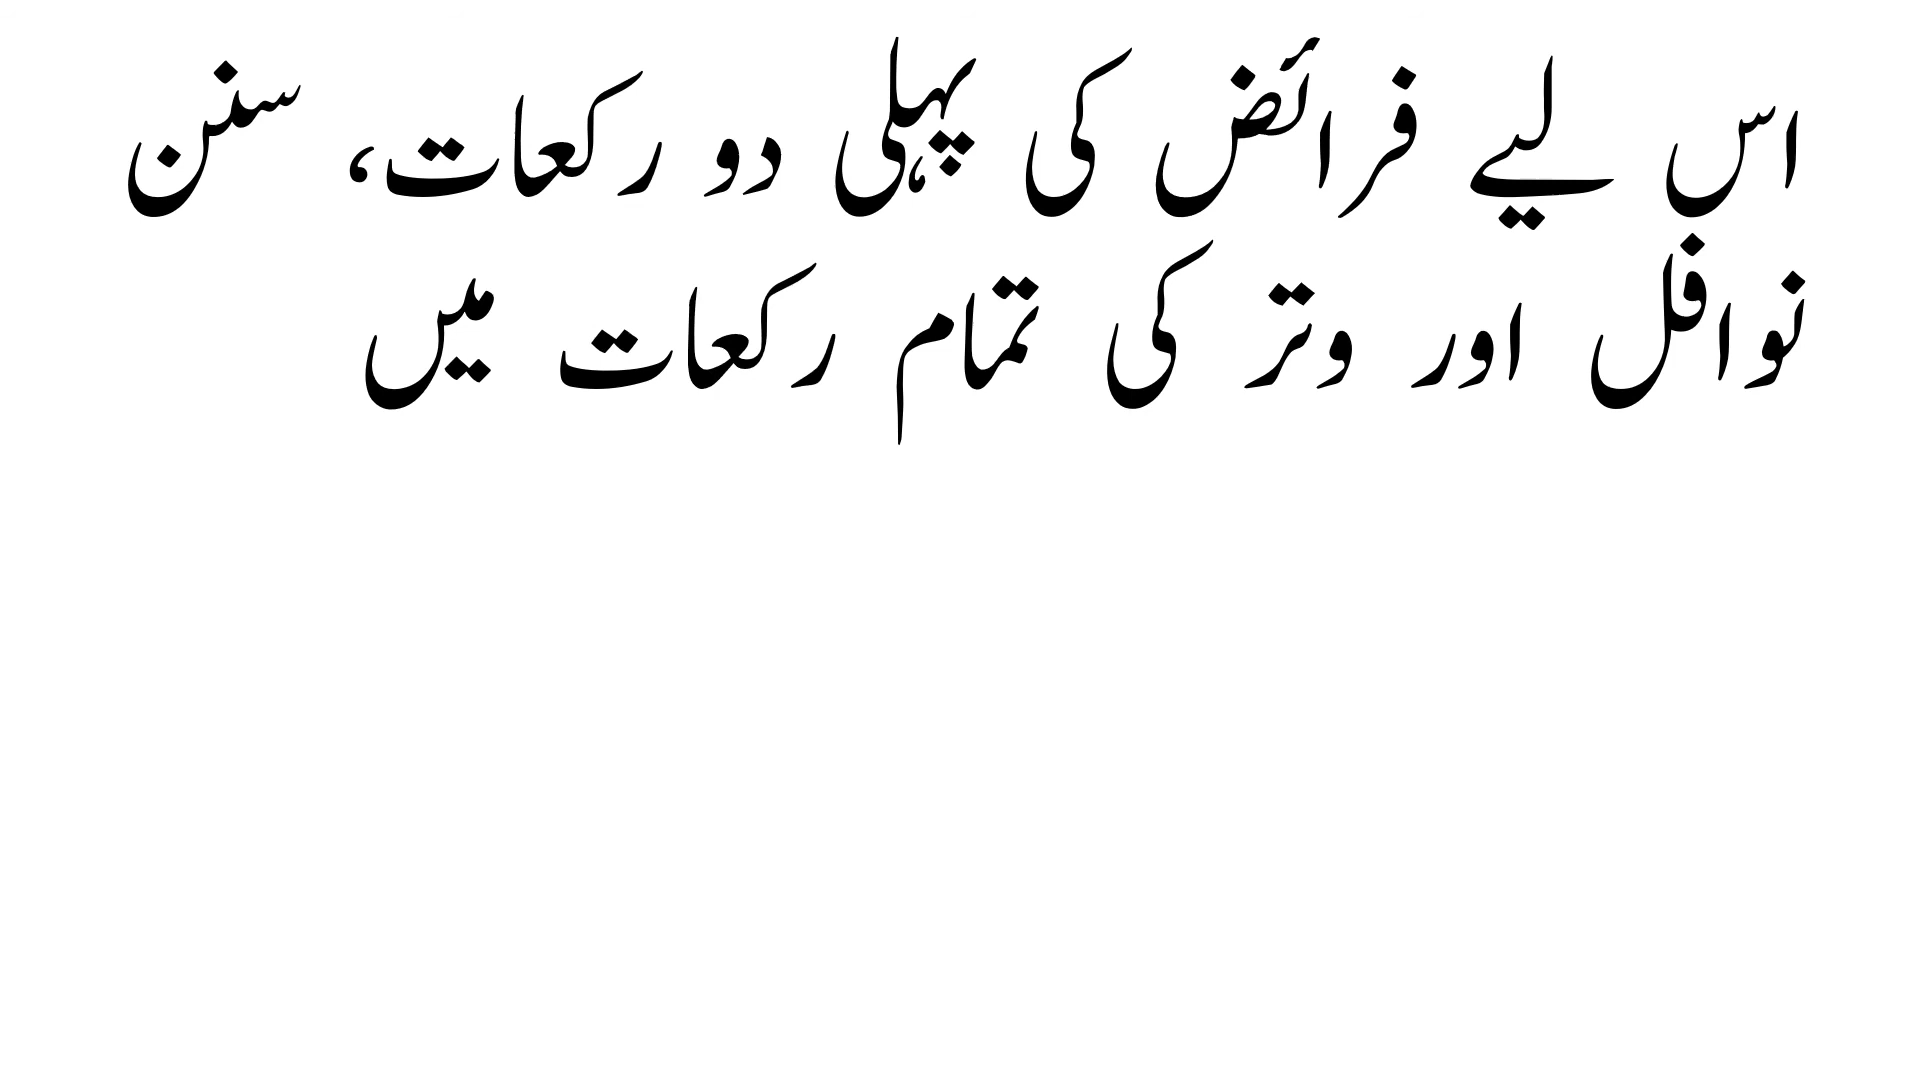 اس لیے فرائض کی پہلی دو رکعات، سنن
نوافل اور وتر کی تمام رکعات میں